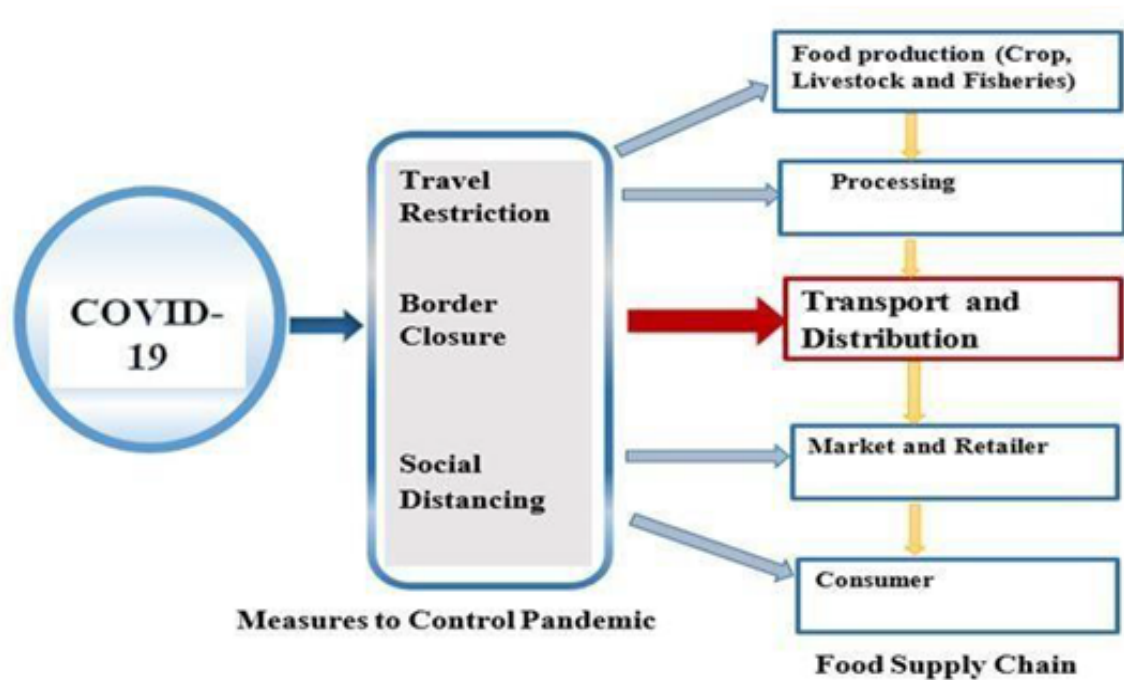 COVID-
19
Travel
Restriction
Border
Closure
Social
Distancing
Measures to Control Pandemic
Food production (Crop,
Livestock and Fisheries)
Processing
Transport and
Distribution
Market and Retailer
Consumer
Food Supply Chain